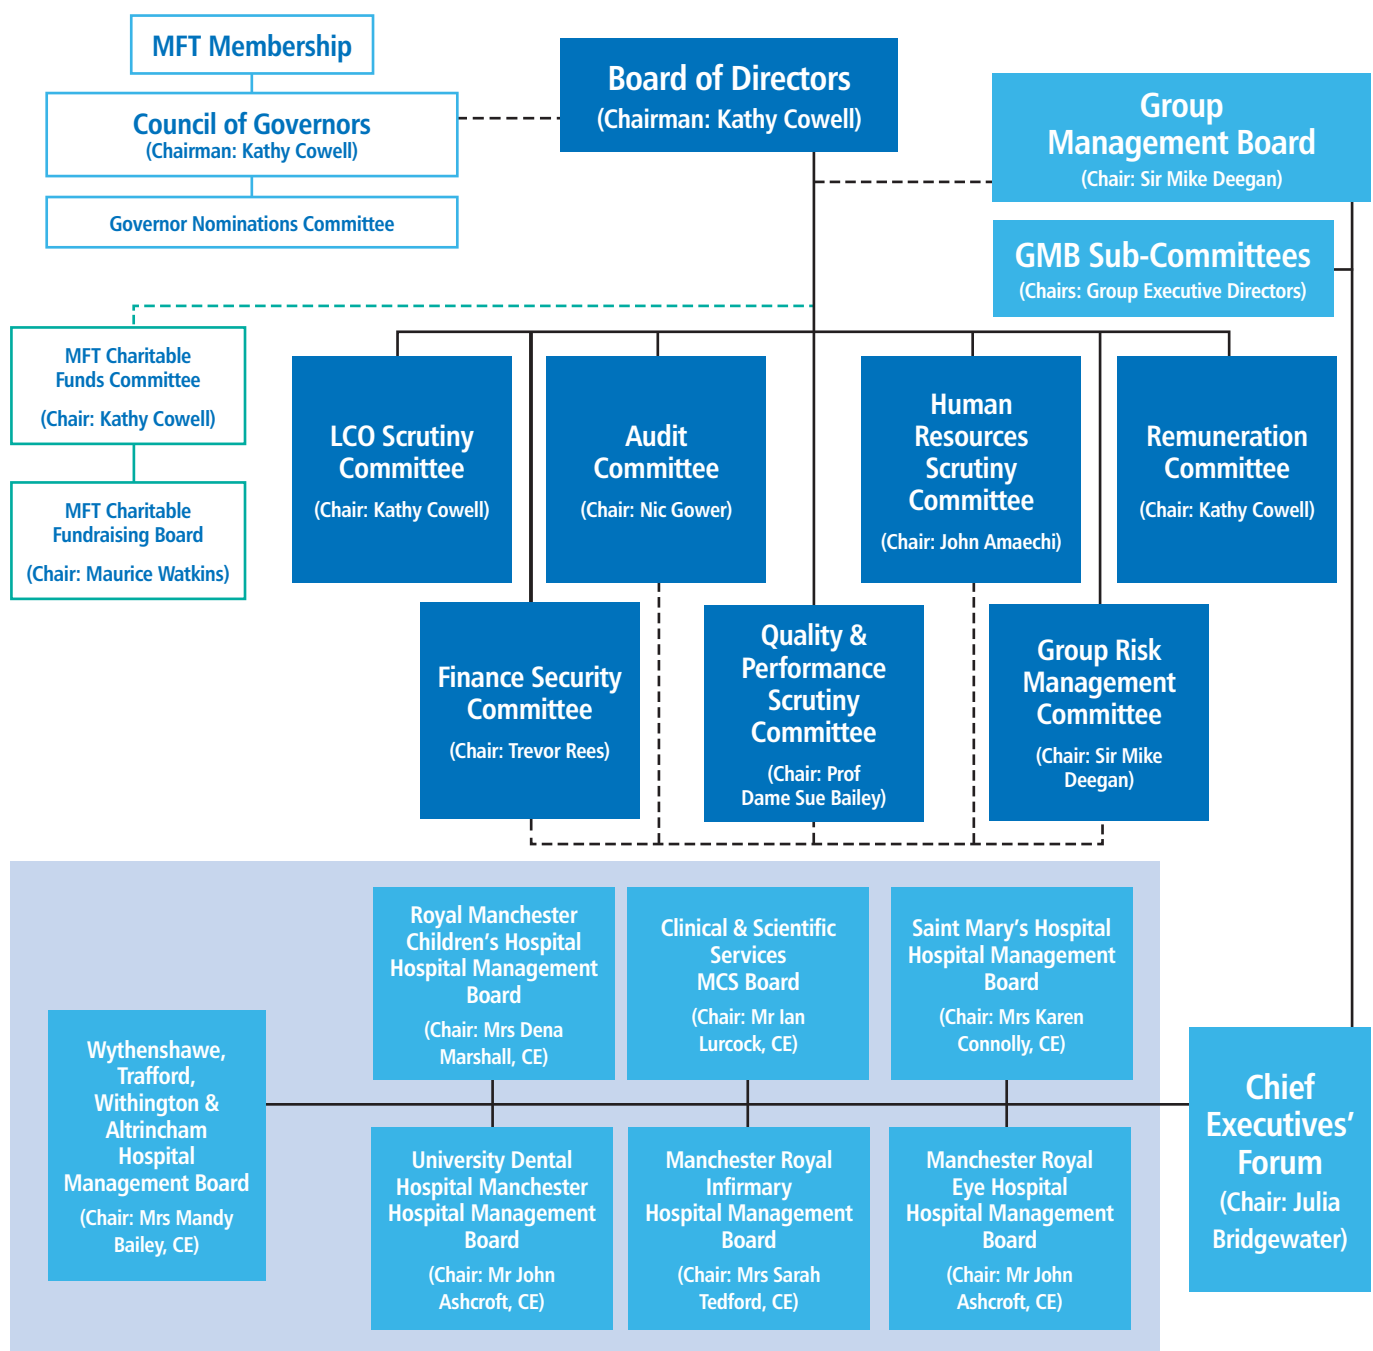 MFT Membership
Council of Governors
(Chairman: Kathy Cowell)
Governor Nominations Committee
Board of Directors
(Chairman: Kathy Cowell)
Group
Management Board
(Chair: Sir Mike Deegan)
GMB Sub-Committees
(Chairs: Group Executive Directors)
MFT Charitable
Funds Committee
(Chair: Kathy Cowell)
MFT Charitable
Fundraising Board
(Chair: Maurice Watkins)
LCO Scrutiny
Committee
(Chair: Kathy Cowell)
Audit
Committee
(Chair: Nic Gower)
Human
Resources
Scrutiny
Committee
(Chair: John Amaechi)
Remuneration
Committee
(Chair: Kathy Cowell)
Finance Security
Committee
(Chair: Trevor Rees)
Quality &
Performance
Scrutiny
Committee
(Chair: Prof
Dame Sue Bailey)
Group Risk
Management
Committee
(Chair: Sir Mike
Deegan)
Royal Manchester
Children’s Hospital
Hospital Management
Board
(Chair: Mrs Dena
Marshall, CE)
Clinical & Scientific
Services
MCS Board
(Chair: Mr Ian
Lurcock, CE)
Saint Mary’s Hospital
Hospital Management
Board
(Chair: Mrs Karen
Connolly, CE)
Wythenshawe,
Trafford,
Withington &
Altrincham
Hospital
Management Board
(Chair: Mrs Mandy
Bailey, CE)
University Dental
Hospital Manchester
Hospital Management
Board
(Chair: Mr John
Ashcroft, CE)
Manchester Royal
Infirmary
Hospital Management
Board
(Chair: Mrs Sarah
Tedford, CE)
Manchester Royal
Eye Hospital
Hospital Management
Board
(Chair: Mr John
Ashcroft, CE)
Chief
Executives’
Forum
(Chair: Julia
Bridgewater)